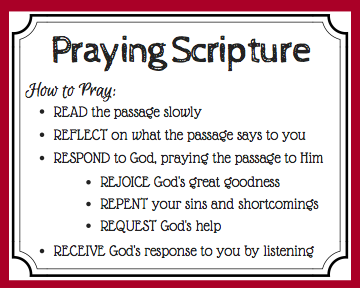 Praying Scripture
How to Pray:
• READ the passage slowly
• REFLECT on what the passage says to you
• RESPOND to God, praying the passage to Him
• REJOICE God's great goodness
• REPENT your sins and shortcomings
• REQUEST God's help
• RECEIVE God's response to you by listening